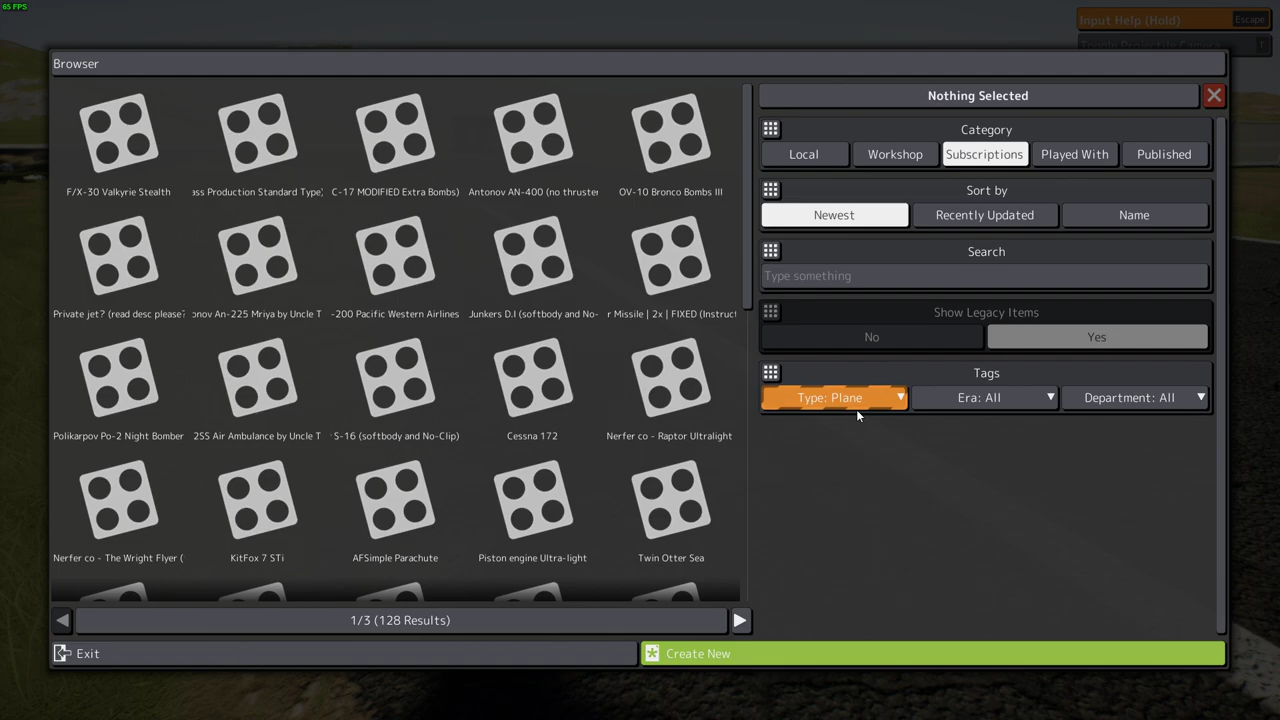 65 FPS
Input Help (Hold) Escape
Toggle Projectile Camera
Browser
Nothing Selected
Category
Local Workshop Subscriptions Played With Published
Sort by
Newest Recently Updated Name
Search
Type something
Show Legacy Items
No Yes
Tags
Type: Plane Era: All Department: All
F/X-30 Valkyrie Stealth ass Production Standard Type) C-17 MODIFIED Extra Bombs) Antonov AN-400 (no thruster OV-10 Bronco Bombs III
Private jet? (read desc please? onov An-225 Mriya by Uncle T -200 Pacific Western Airlines Junkers D.I (softbody and No- r Missile | 2x | FIXED (Instruct
Polikarpov Po-2 Night Bomber 2SS Air Ambulance by Uncle T S-16 (softbody and No-Clip) Cessna 172 Nerfer co - Raptor Ultralight
Nerfer co - The Wright Flyer ( KitFox 7 STi AFSimple Parachute Piston engine Ultra-light Twin Otter Sea
1/3 (128 Results)
Exit Create New